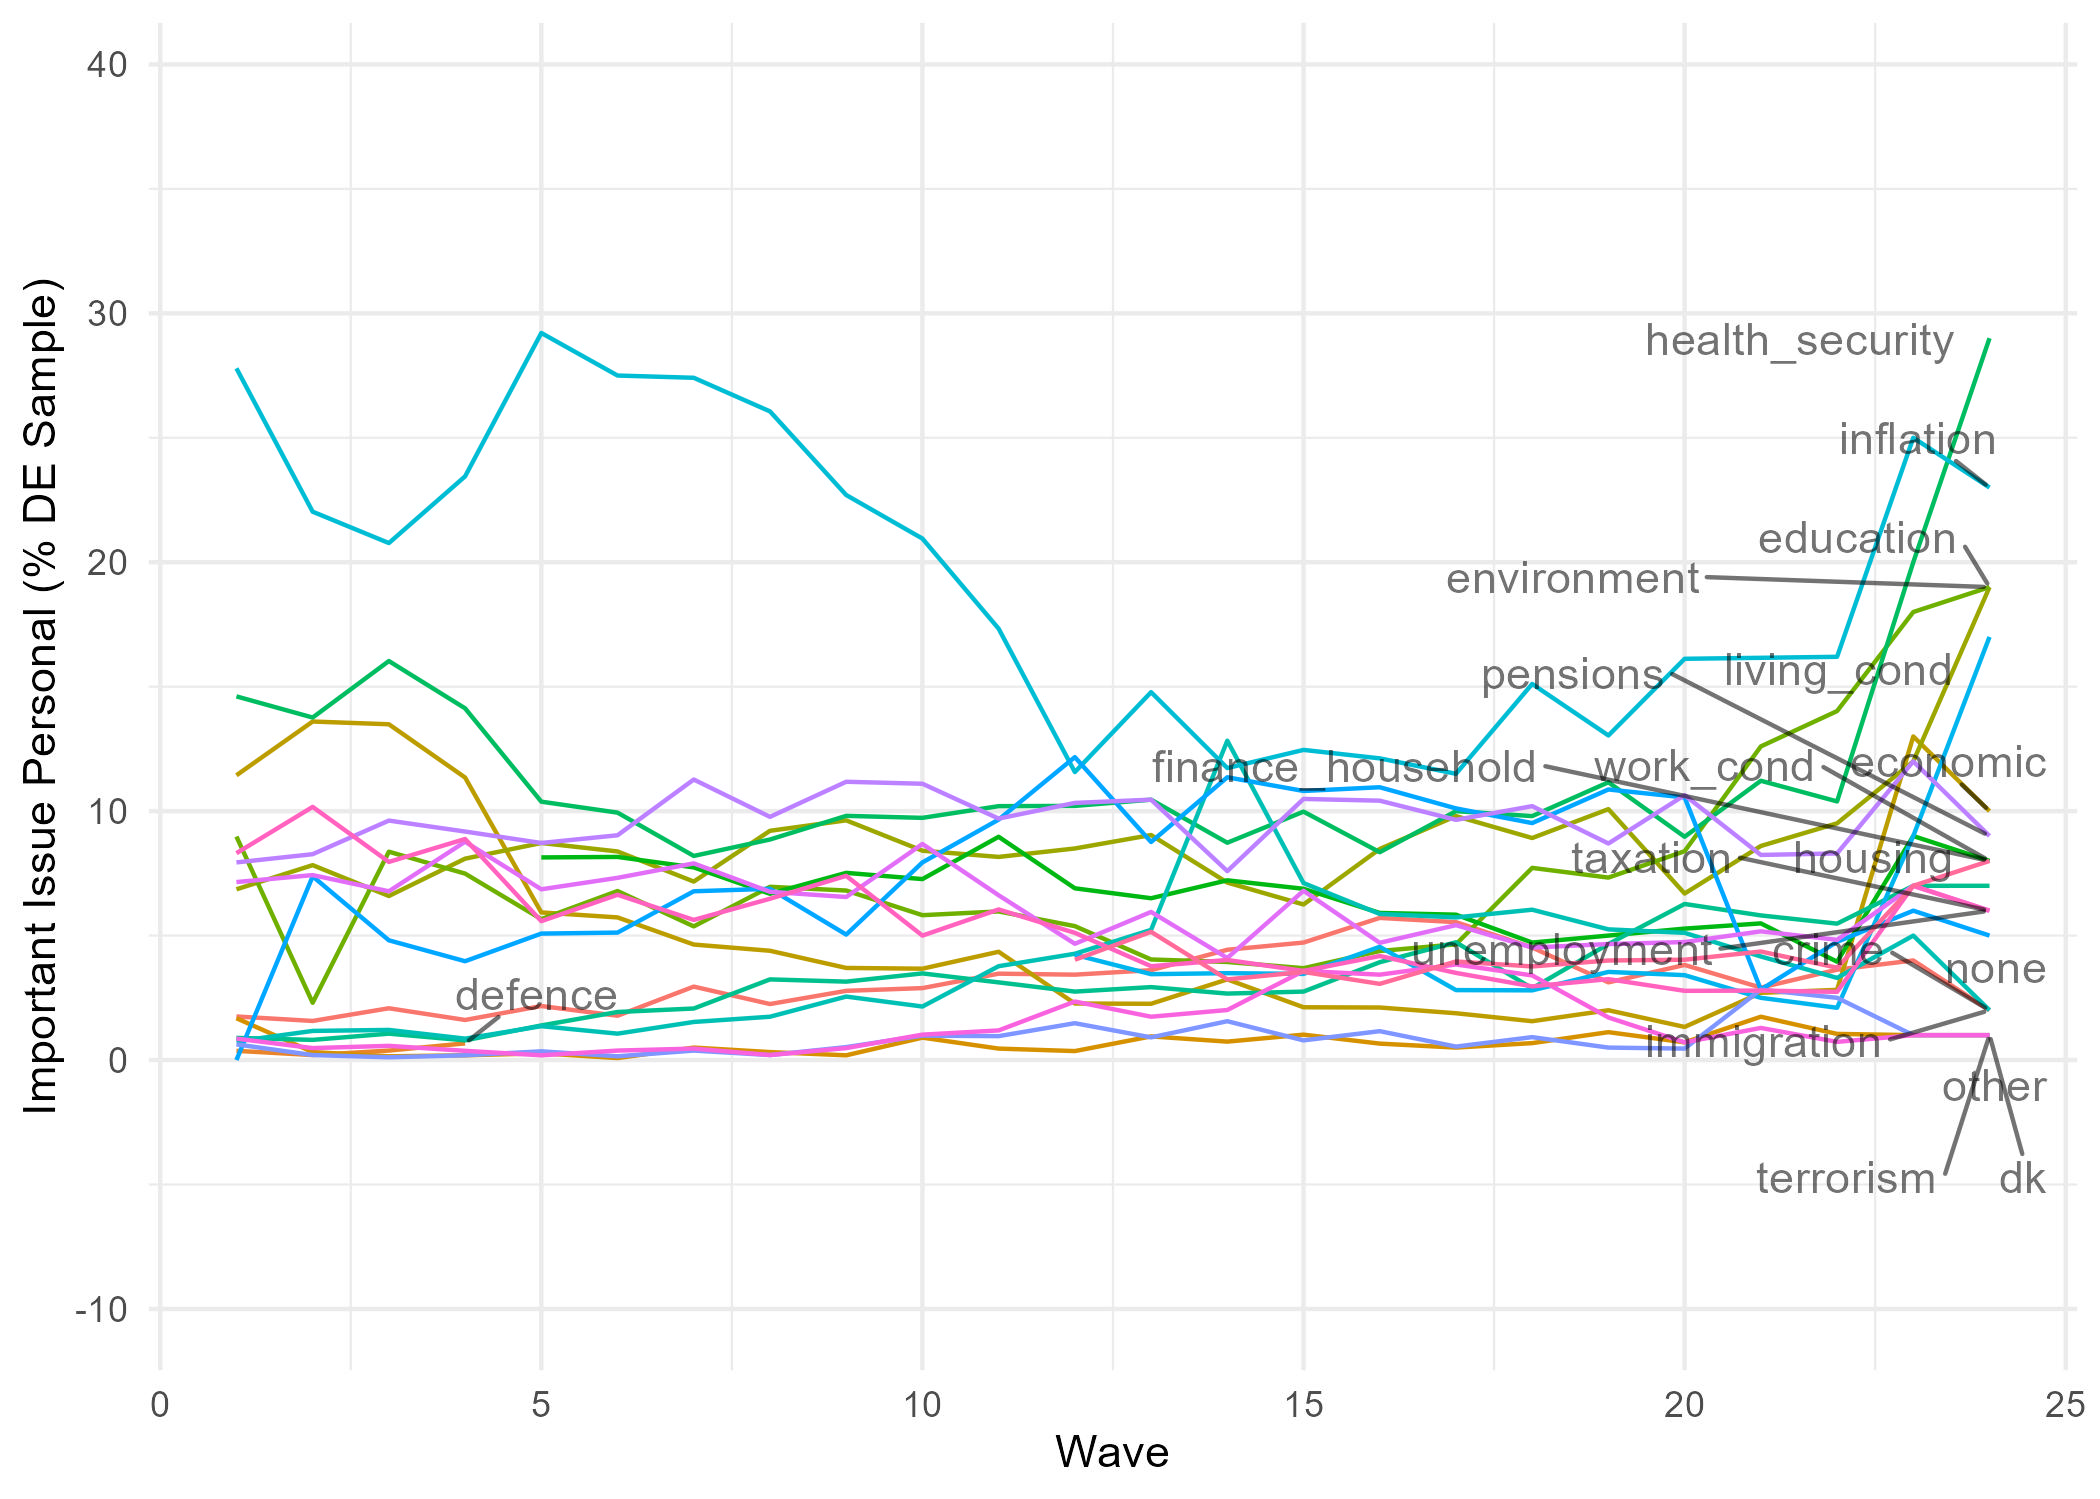 40
30
20
10
0
-10
Important Issue Personal (% DE Sample)
health_security
inflation
education
environment
pensions
living_cond
finance_household
work_cond
economic
taxation
housing
unemployment
crime
none
defence
immigration
other
terrorism
dk
0
5
10
15
20
25
Wave